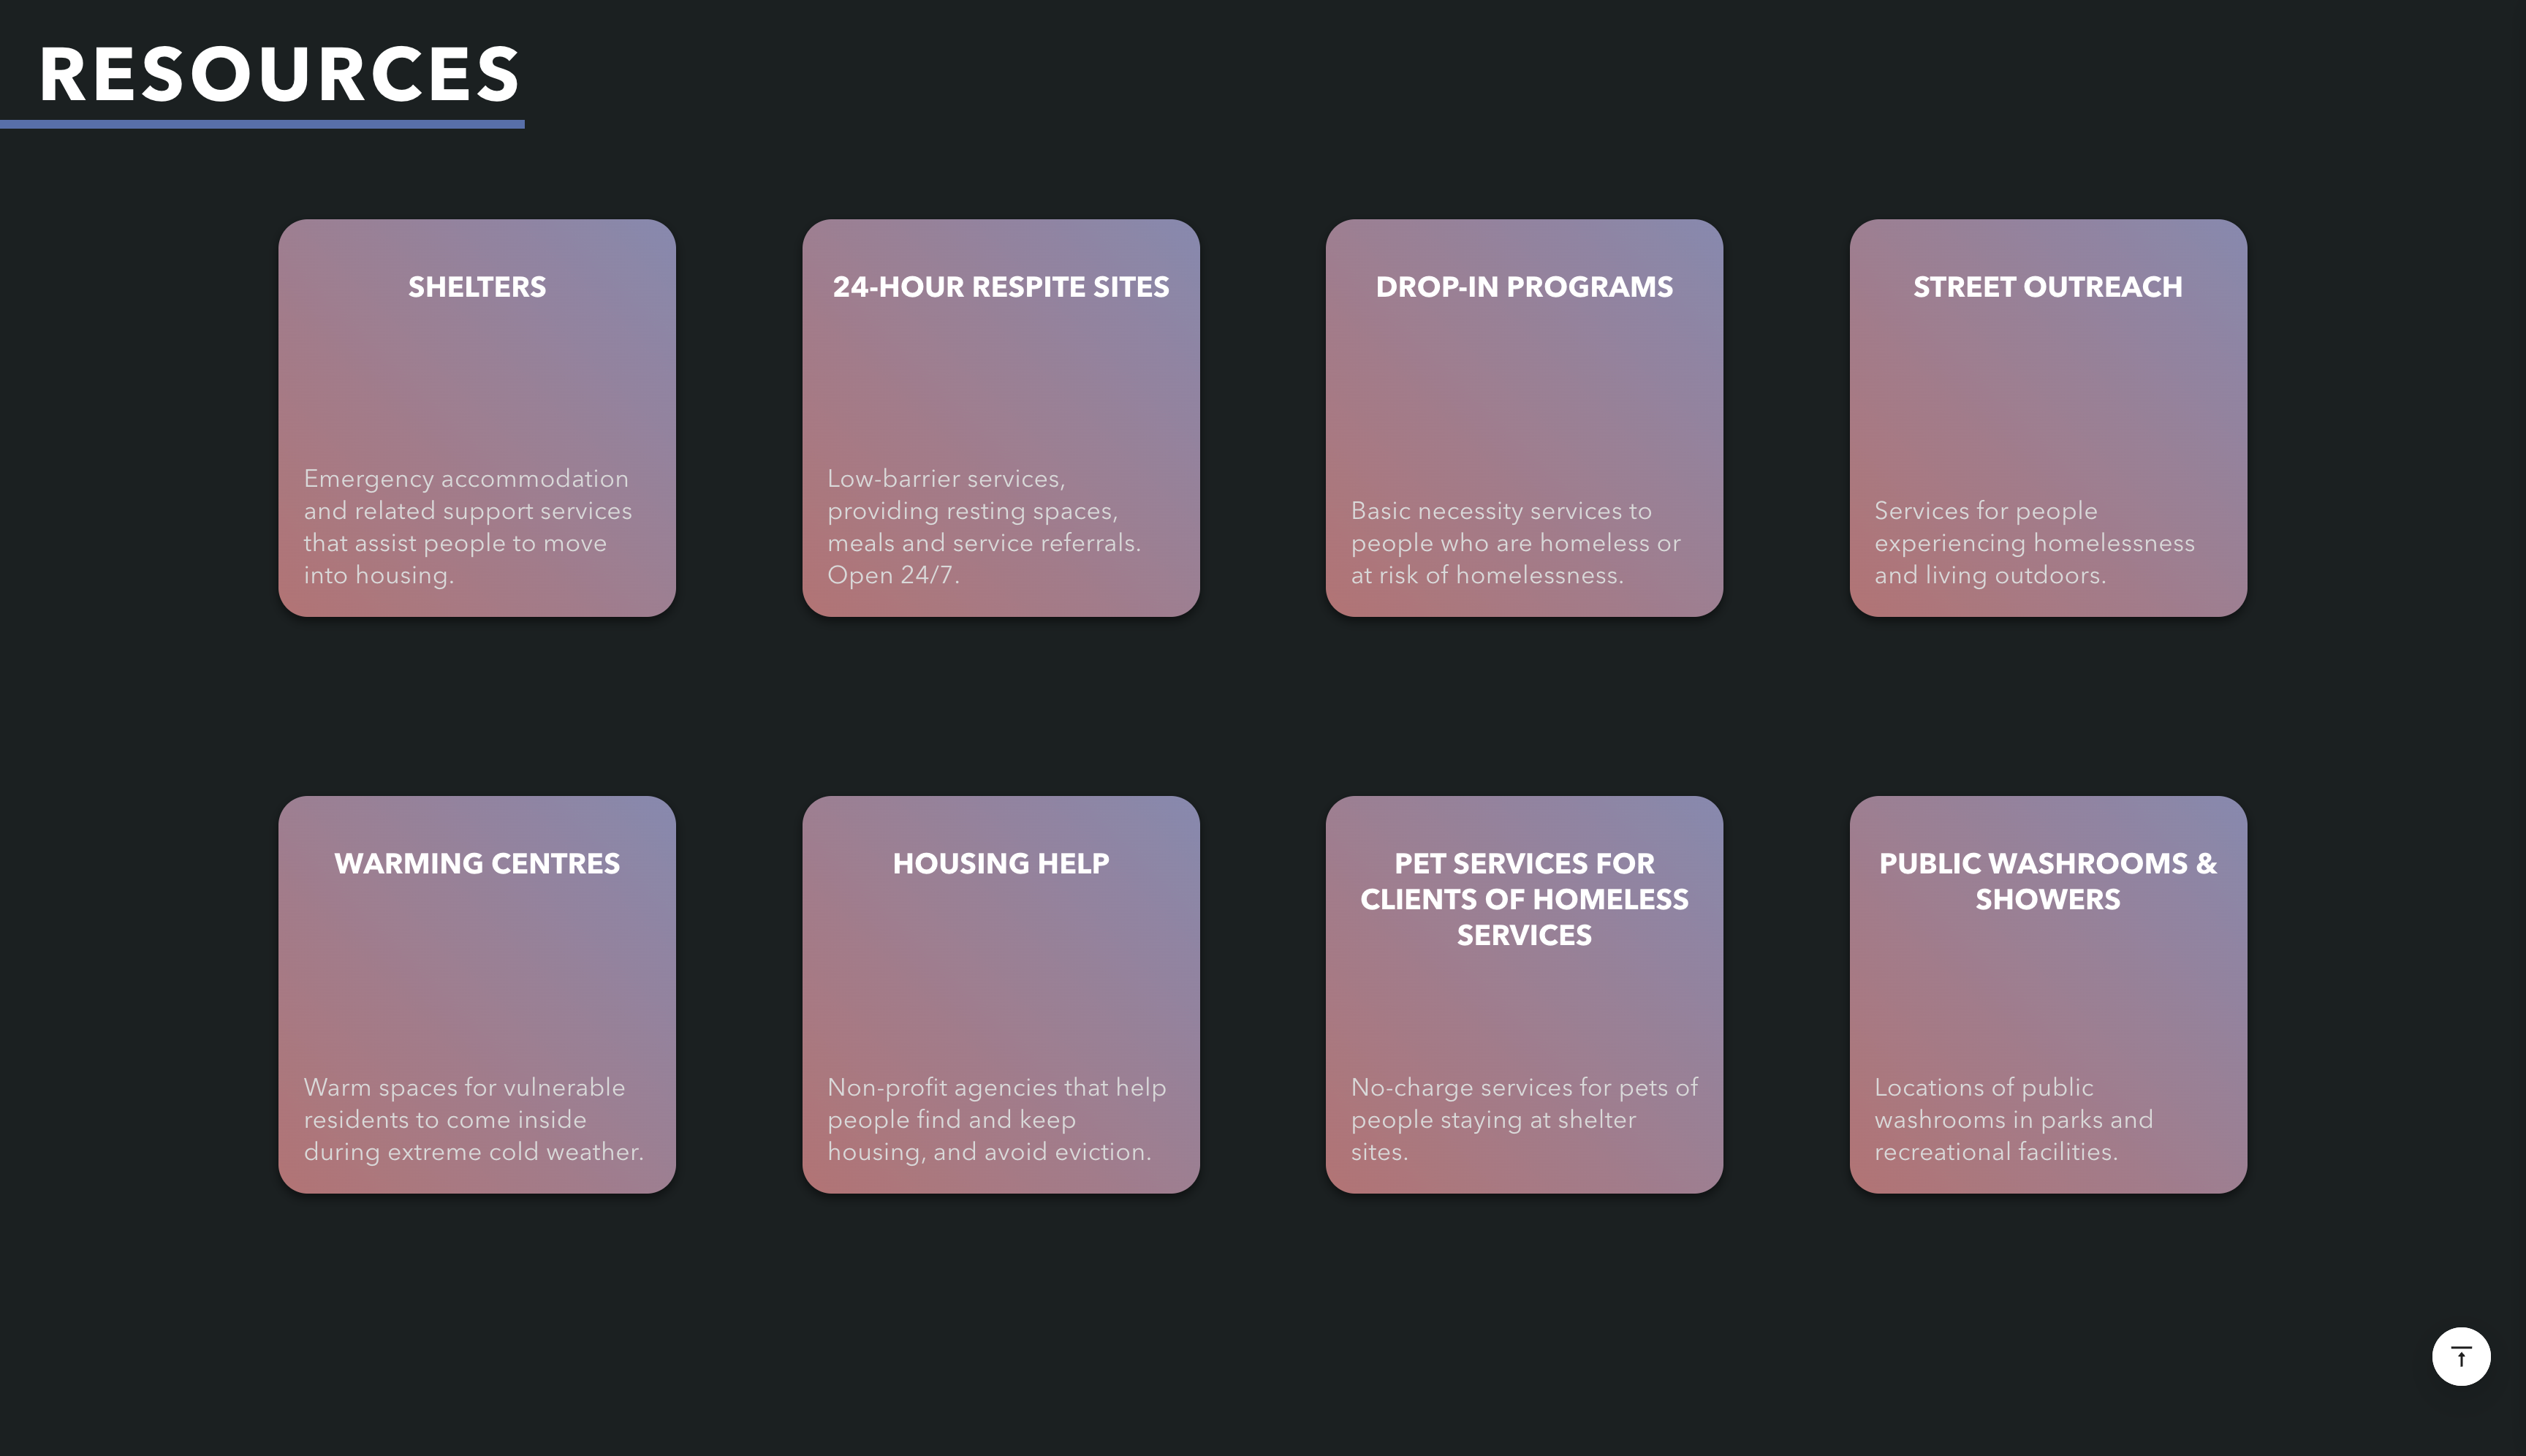 RESOURCES
SHELTERS
Emergency accommodation
and related support services
that assist people to move
into housing.
24-HOUR RESPITE SITES
Low-barrier services,
providing resting spaces,
meals and service referrals.
Open 24/7.
DROP-IN PROGRAMS
Basic necessity services to
people who are homeless or
at risk of homelessness.
STREET OUTREACH
Services for people
experiencing homelessness
and living outdoors.
WARMING CENTRES
Warm spaces for vulnerable
residents to come inside
during extreme cold weather.
HOUSING HELP
Non-profit agencies that help
people find and keep
housing, and avoid eviction.
PET SERVICES FOR
CLIENTS OF HOMELESS
SERVICES
No-charge services for pets of
people staying at shelter
sites.
PUBLIC WASHROOMS &
SHOWERS
Locations of public
washrooms in parks and
recreational facilities.